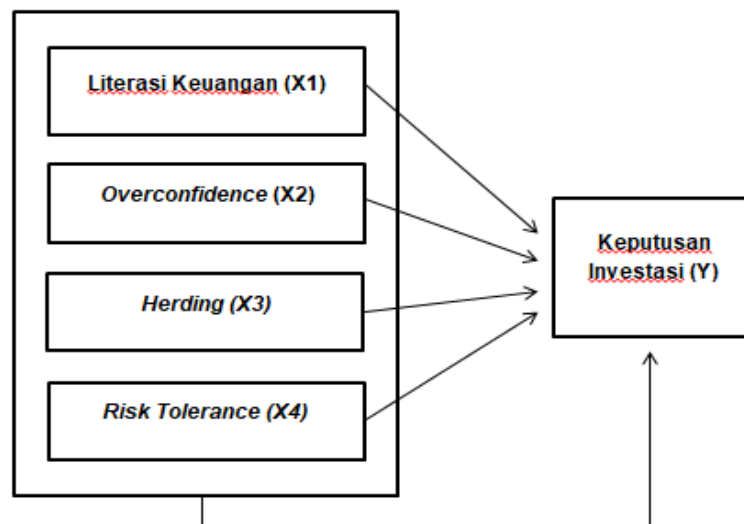 Literasi Keuangan (X1)
Overconfidence (X2)
Herding (X3)
Risk Tolerance (X4)
Keputusan
Investasi (Y)